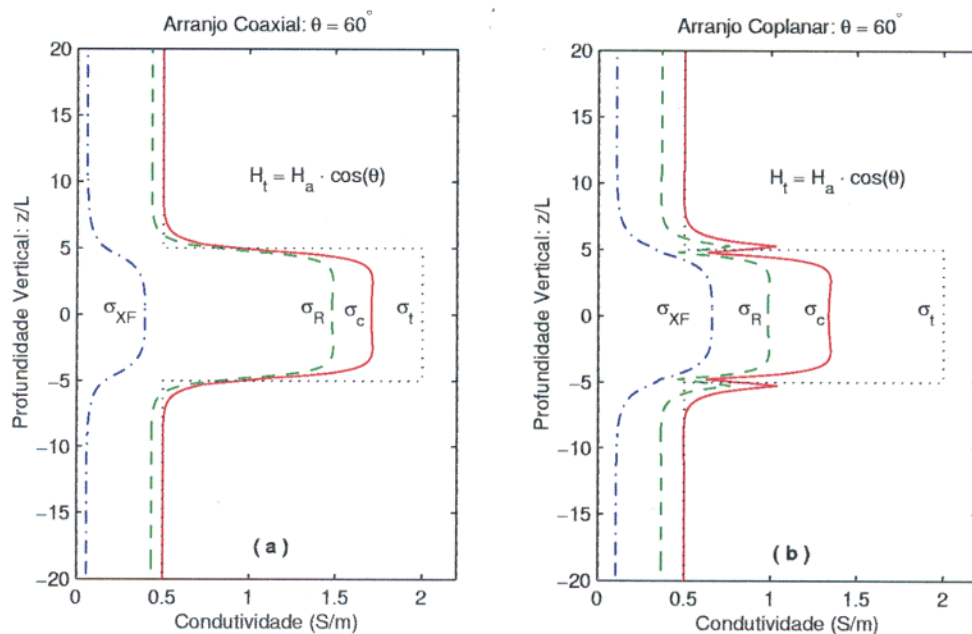 Arranjo Coaxial: θ = 60°
20
15
10
5
0
−5
−10
−15
−20
Profundidade Vertical: z/L
H_t = H_a · cos(θ)
σ_XF
σ_R
σ_c
σ_t
( a )
0
0.5
1
1.5
2
Condutividade (S/m)
Arranjo Coplanar: θ = 60°
20
15
10
5
0
−5
−10
−15
−20
Profundidade Vertical: z/L
H_t = H_a · cos(θ)
σ_XF
σ_R
σ_c
σ_t
( b )
0
0.5
1
1.5
2
Condutividade (S/m)